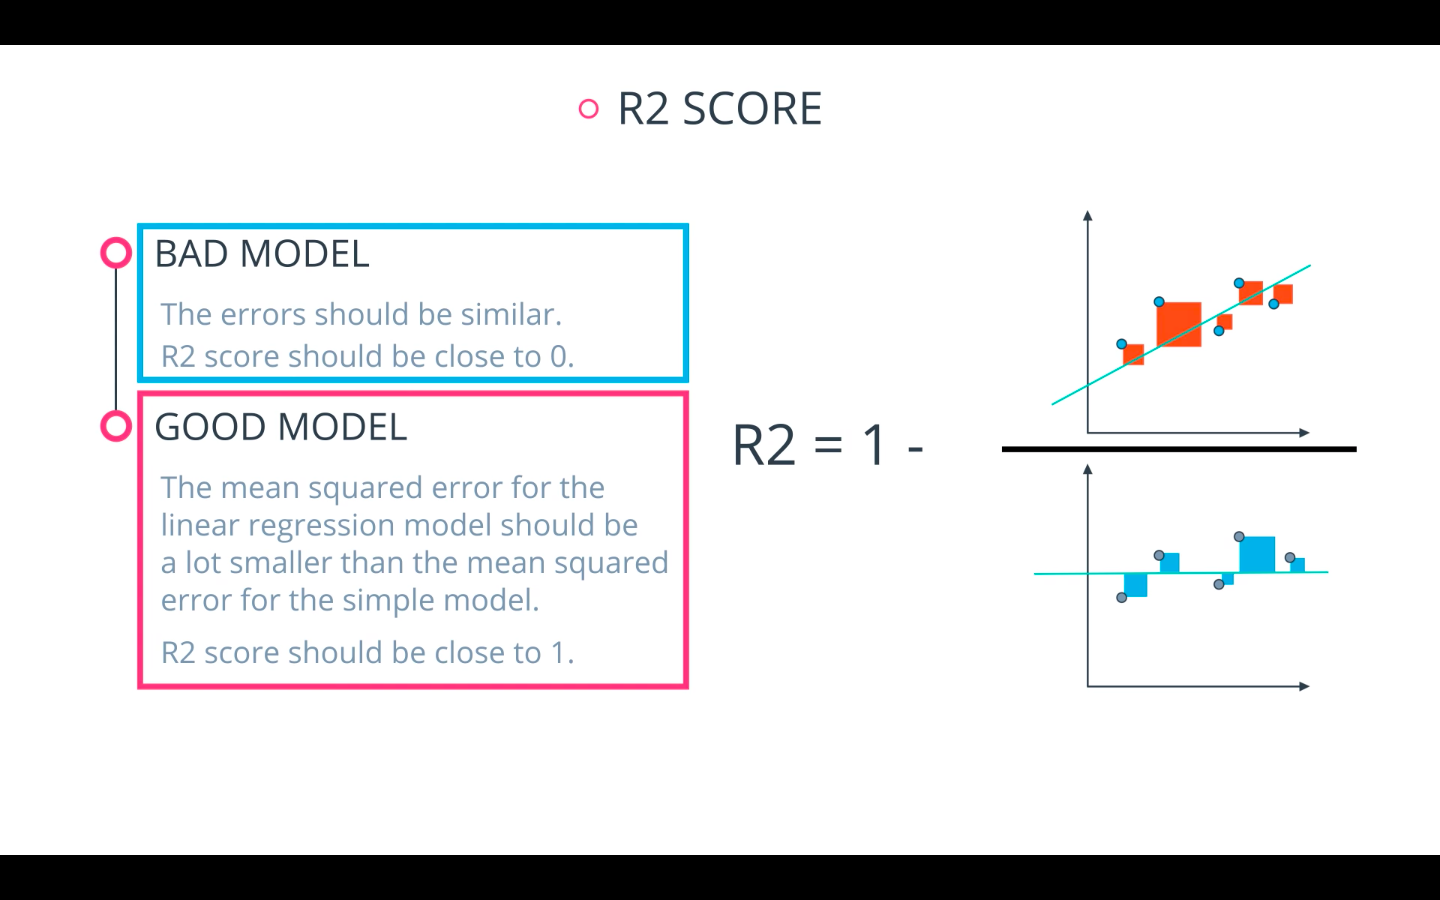 R2 SCORE
BAD MODEL
The errors should be similar.
R2 score should be close to 0.
GOOD MODEL
The mean squared error for the
linear regression model should be
a lot smaller than the mean squared
error for the simple model.
R2 score should be close to 1.
R2 = 1 -